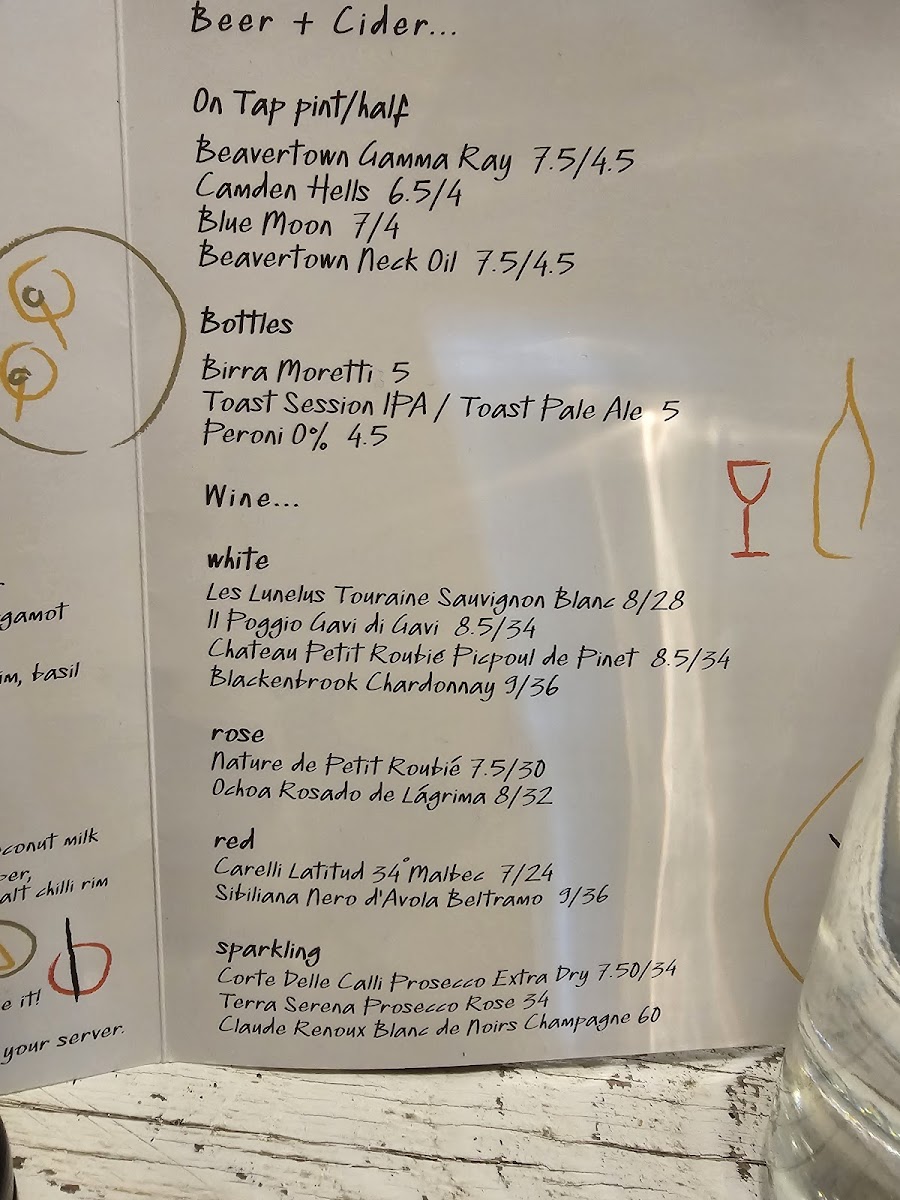 Beer + Cider...
On Tap pint/half
Beavertown Gamma Ray 7.5/4.5
Camden Hells 6.5/4
Blue Moon 7/4
Beavertown Neck Oil 7.5/4.5
Bottles
Birra Moretti 5
Toast Session IPA / Toast Pale Ale 5
Peroni 0% 4.5
Wine...
white
Les Lunelus Touraine Sauvignon Blanc 8/28
Il Poggio Gavi di Gavi 8.5/34
Chateau Petit Roubié Picpoul de Pinet 8.5/34
Blackenbrook Chardonnay 9/36
rose
Nature de Petit Roubié 7.5/30
Ochoa Rosado de Lágrima 8/32
red
Carelli Latitud 34° Malbec 7/24
Sibiliana Nero d'Avola Beltramo 9/36
sparkling
Corte Delle Calli Prosecco Extra Dry 7.50/34
Terra Serena Prosecco Rose 34
Claude Renoux Blanc de Noirs Champagne 60
basil
milk
chilli rim
it!
your server.